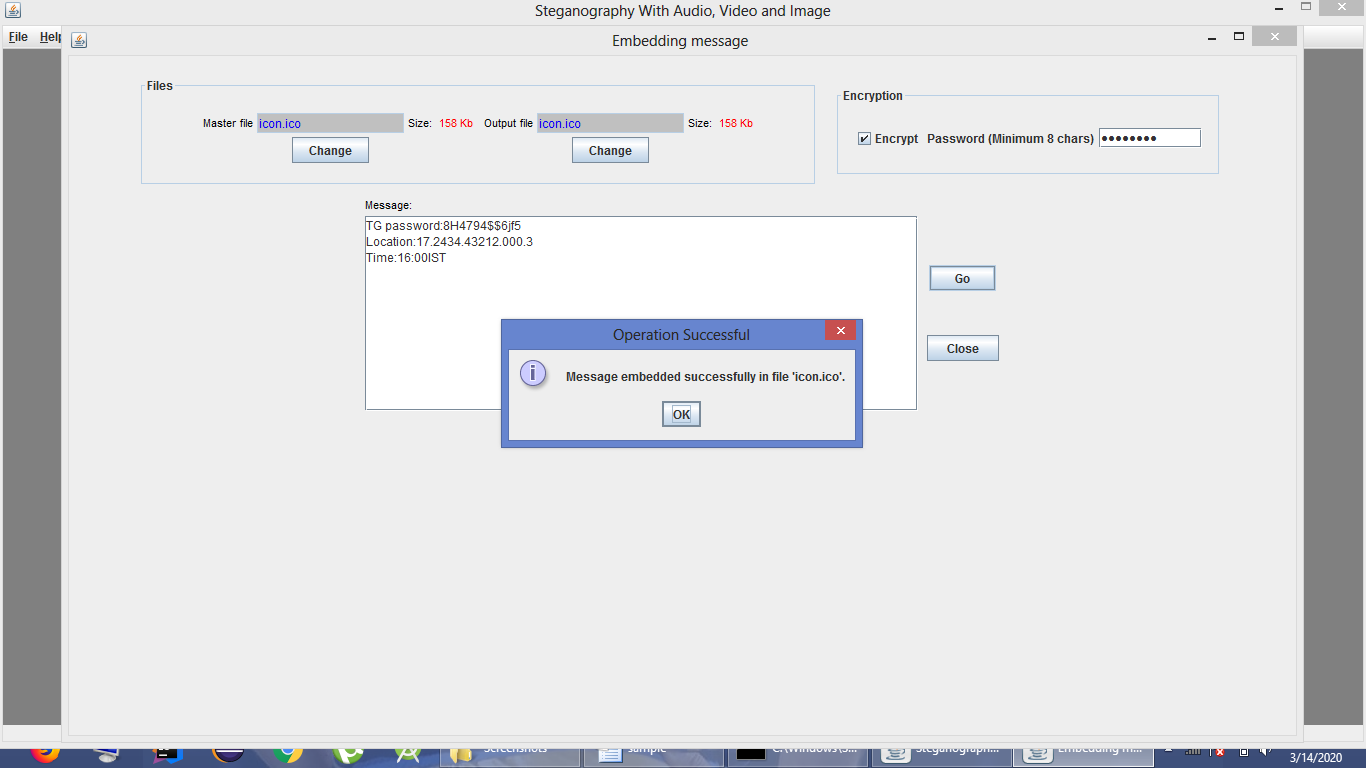 Steganography With Audio, Video and Image
File Help
Embedding message
Files
Master file icon.ico Size: 158 Kb Output file icon.ico Size: 158 Kb
Change Change
Encryption
Encrypt Password (Minimum 8 chars) ••••••••
Message:
TG password:8H4794$$6jf5
Location:17.2434.43212.000.3
Time:16:00IST
Go
Close
Operation Successful
i
Message embedded successfully in file 'icon.ico'.
OK
Screenshots sample C:\Windows\S... Steganograph... Embedding m...
3/14/2020